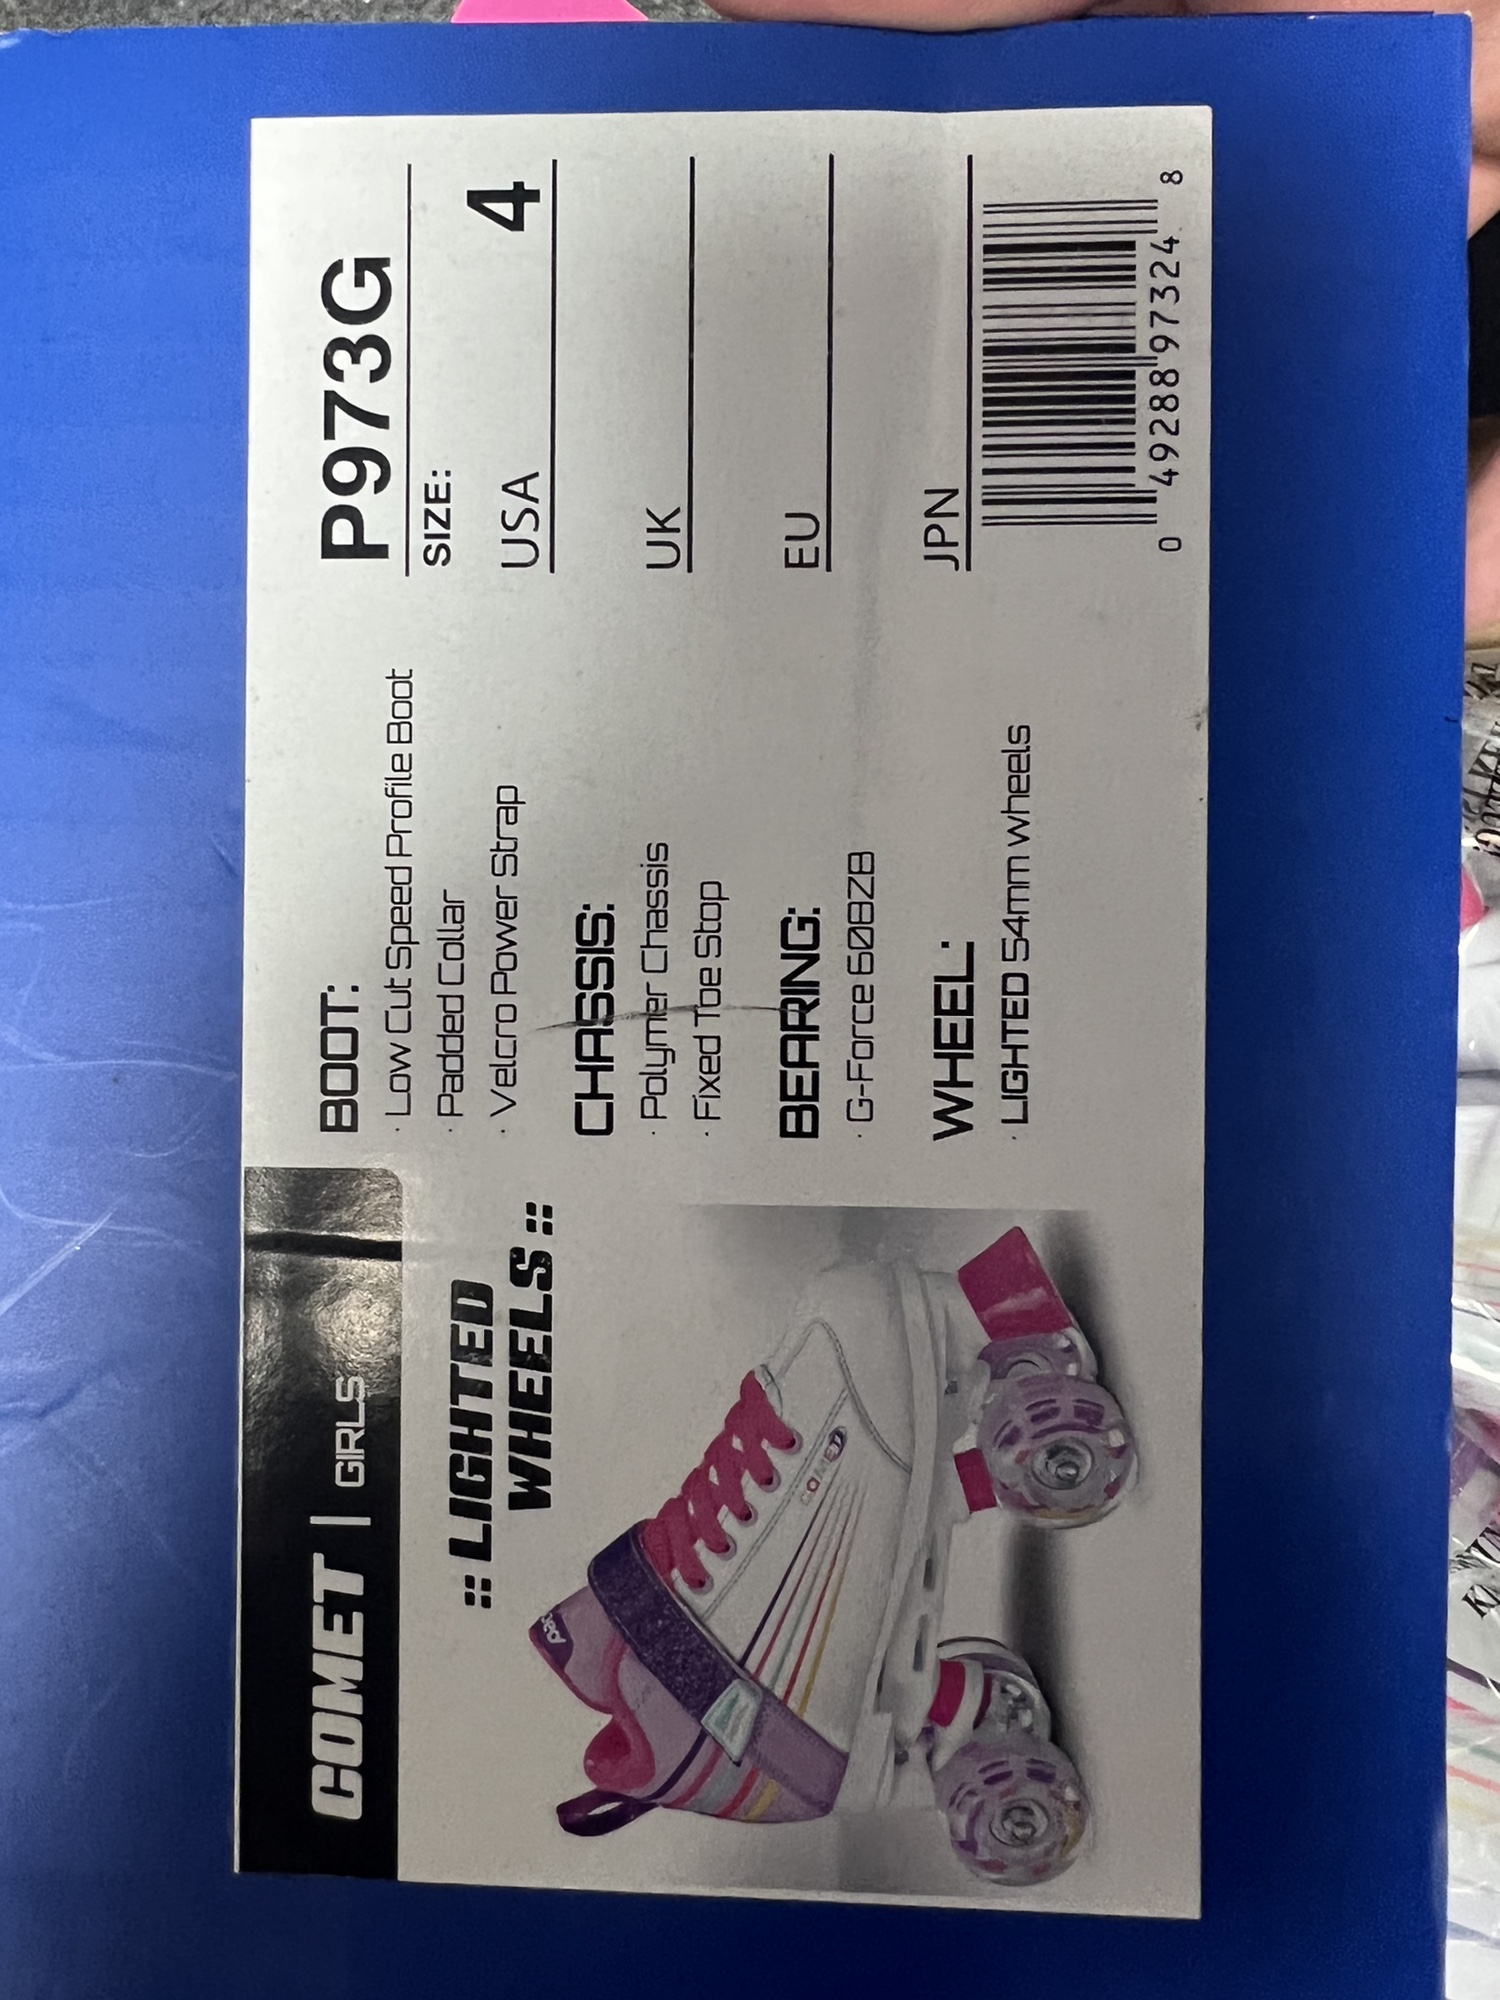 COMET | GIRLS
:: LIGHTED
WHEELS ::
BOOT:
· Low Cut Speed Profile Boot
· Padded Collar
· Velcro Power Strap
CHASSIS:
· Polymer Chassis
· Fixed Toe Stop
BEARING:
· G-Force 608ZB
WHEEL:
· LIGHTED 54mm wheels
P973G
SIZE:
USA 4
UK
EU
JPN
0 49288 97324 8